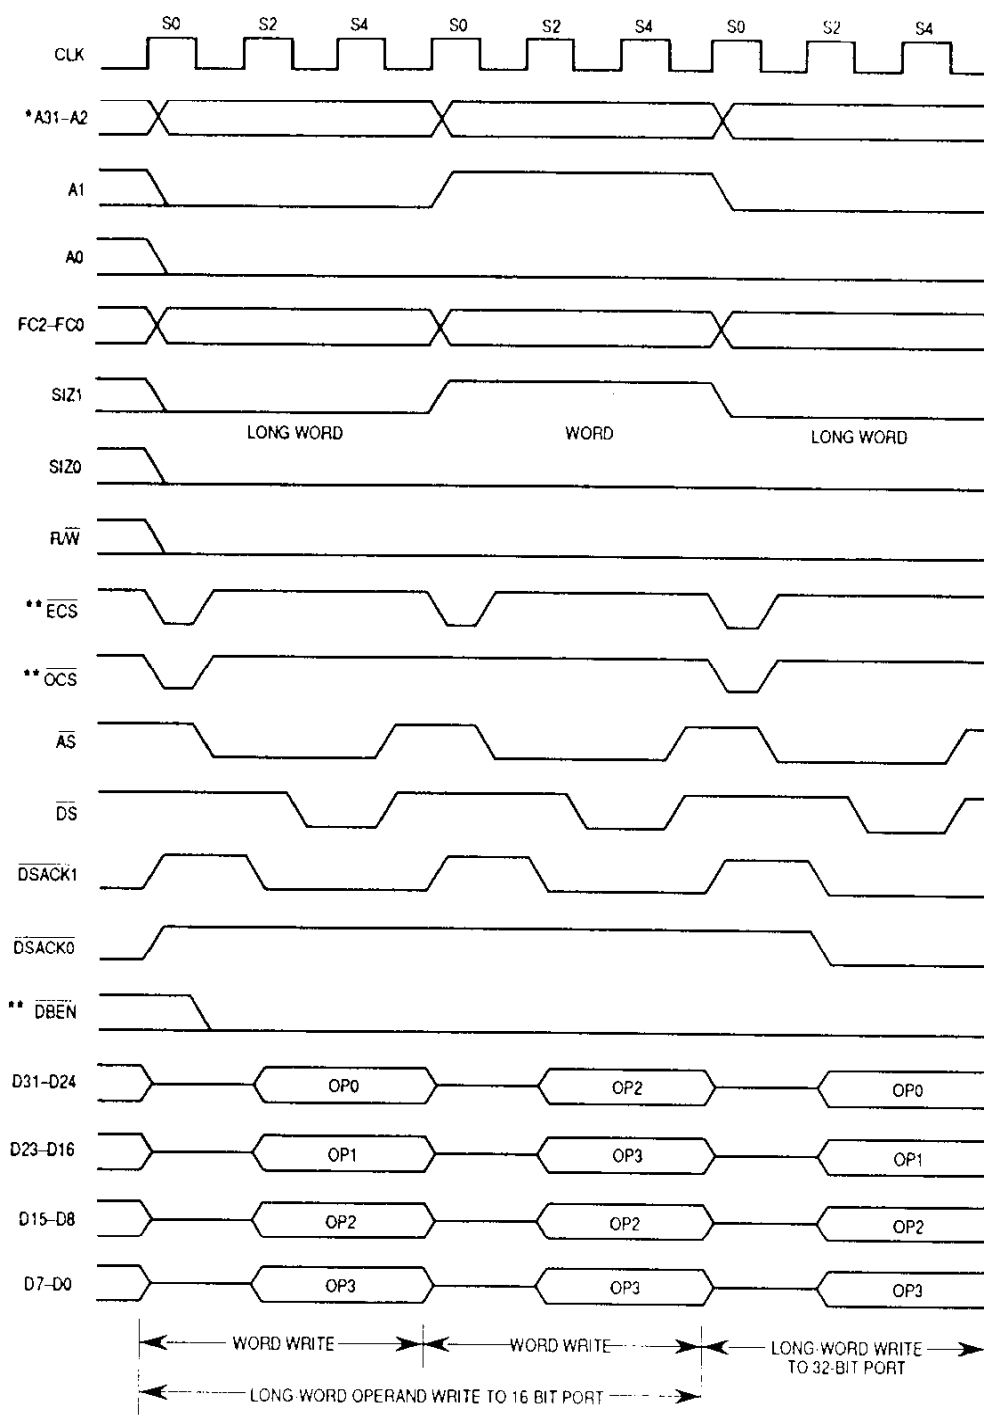 S0 S2 S4 S0 S2 S4 S0 S2 S4
CLK
*A31–A2
A1
A0
FC2–FC0
SIZ1
LONG WORD WORD LONG WORD
SIZ0
R/W
** ECS
** OCS
AS
DS
DSACK1
DSACK0
** DBEN
D31–D24 OP0 OP2 OP0
D23–D16 OP1 OP3 OP1
D15–D8 OP2 OP2 OP2
D7–D0 OP3 OP3 OP3
WORD WRITE WORD WRITE LONG-WORD WRITE
TO 32-BIT PORT
LONG-WORD OPERAND WRITE TO 16 BIT PORT